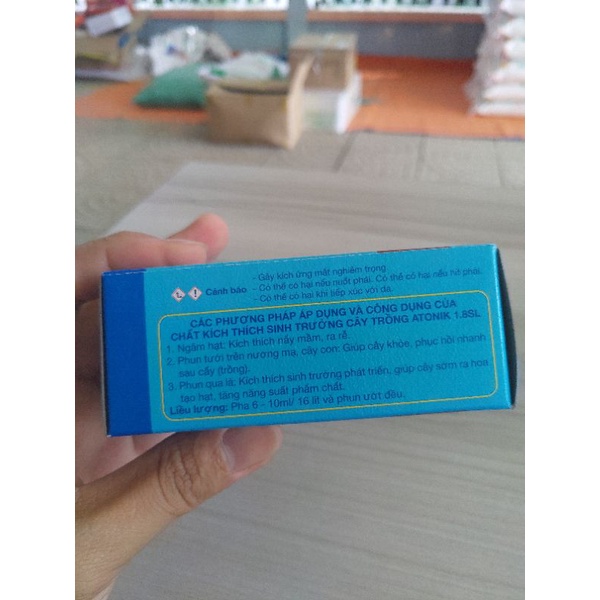 Cảnh báo
- Gây kích ứng mắt nghiêm trọng.
- Có thể có hại nếu nuốt phải. Có thể có hại nếu hít phải.
- Có thể có hại khi tiếp xúc với da.
CÁC PHƯƠNG PHÁP ÁP DỤNG VÀ CÔNG DỤNG CỦA
CHẤT KÍCH THÍCH SINH TRƯỞNG CÂY TRỒNG ATONIK 1.8SL
1. Ngâm hạt: Kích thích nảy mầm, ra rễ.
2. Phun tưới trên nương mạ, cây con: Giúp cây khỏe, phục hồi nhanh
sau cấy (trồng).
3. Phun qua lá: Kích thích sinh trưởng phát triển, giúp cây sớm ra hoa
tạo hạt, tăng năng suất phẩm chất.
Liều lượng: Pha 6 - 10ml/ 16 lít và phun ướt đều.